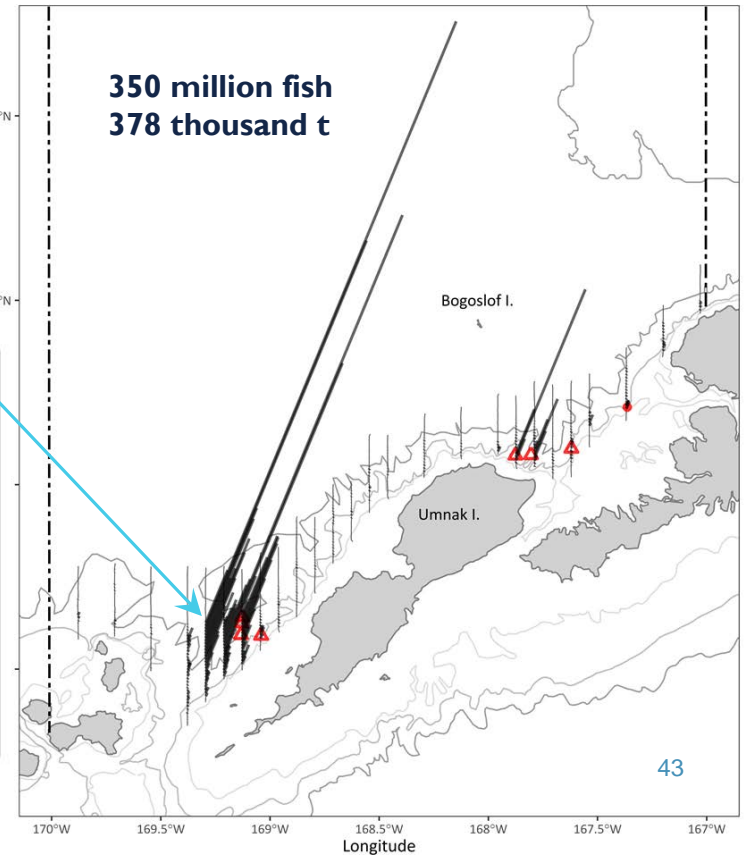 350 million fish
378 thousand t
°N
°N
Bogoslof I.
Umnak I.
43
170°W
169.5°W
169°W
168.5°W
168°W
167.5°W
167°W
Longitude